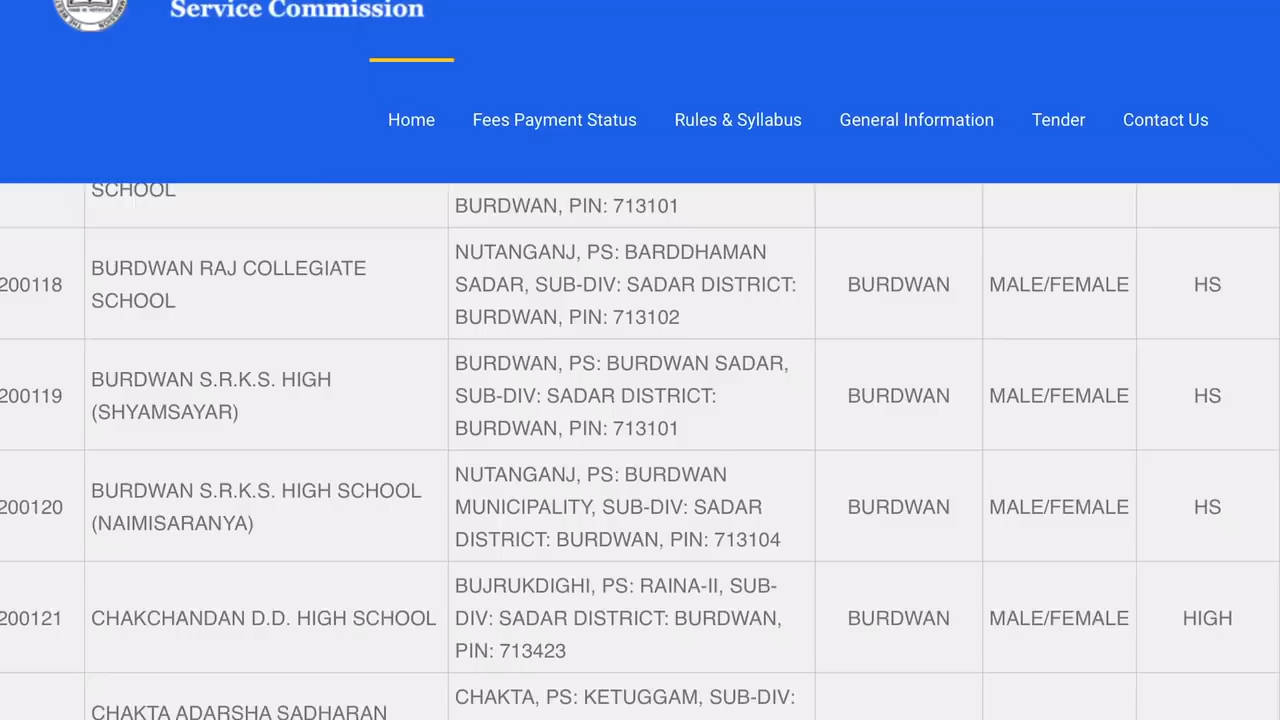 Service Commission
Home Fees Payment Status Rules & Syllabus General Information Tender Contact Us
SCHOOL
BURDWAN, PIN: 713101
200118
BURDWAN RAJ COLLEGIATE
SCHOOL
NUTANGANJ, PS: BARDDHAMAN
SADAR, SUB-DIV: SADAR DISTRICT:
BURDWAN, PIN: 713102
BURDWAN
MALE/FEMALE
HS
200119
BURDWAN S.R.K.S. HIGH
(SHYAMSAYAR)
BURDWAN, PS: BURDWAN SADAR,
SUB-DIV: SADAR DISTRICT:
BURDWAN, PIN: 713101
BURDWAN
MALE/FEMALE
HS
200120
BURDWAN S.R.K.S. HIGH SCHOOL
(NAIMISARANYA)
NUTANGANJ, PS: BURDWAN
MUNICIPALITY, SUB-DIV: SADAR
DISTRICT: BURDWAN, PIN: 713104
BURDWAN
MALE/FEMALE
HS
200121
CHAKCHANDAN D.D. HIGH SCHOOL
BUJRUKDIGHI, PS: RAINA-II, SUB-
DIV: SADAR DISTRICT: BURDWAN,
PIN: 713423
BURDWAN
MALE/FEMALE
HIGH
CHAKTA ADARSHA SADHARAN
CHAKTA, PS: KETUGGAM, SUB-DIV: